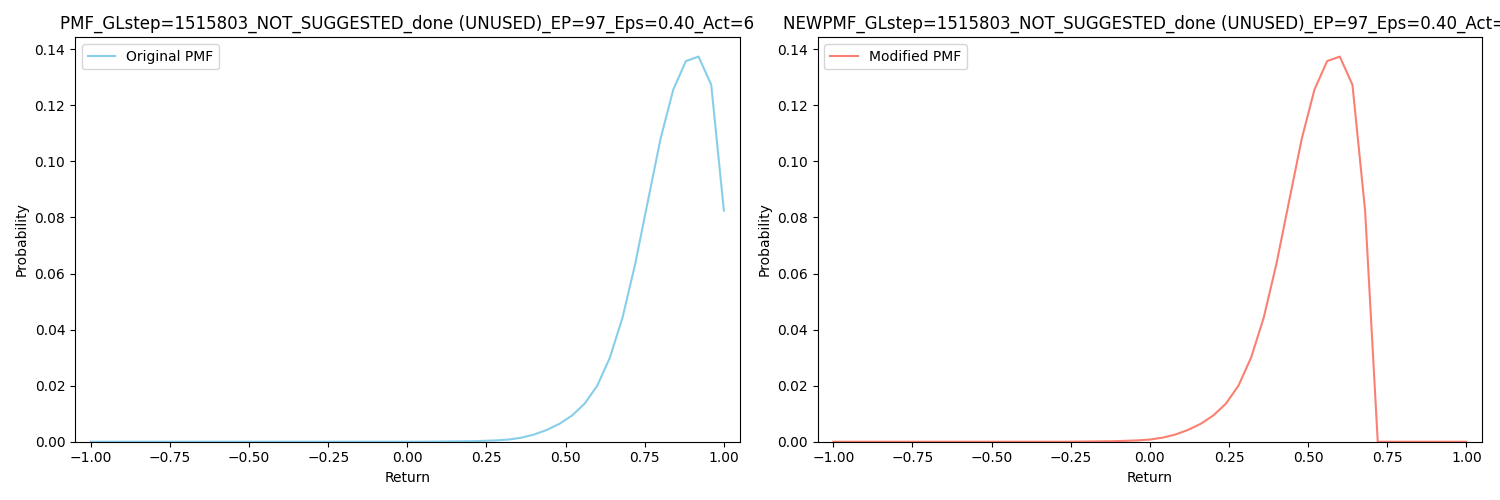 PMF_GLstep=1515803_NOT_SUGGESTED_done (UNUSED)_EP=97_Eps=0.40_Act=6
Original PMF
0.14
0.12
0.10
0.08
0.06
0.04
0.02
0.00
Probability
−1.00 −0.75 −0.50 −0.25 0.00 0.25 0.50 0.75 1.00
Return
NEWPMF_GLstep=1515803_NOT_SUGGESTED_done (UNUSED)_EP=97_Eps=0.40_Act=
Modified PMF
0.14
0.12
0.10
0.08
0.06
0.04
0.02
0.00
Probability
−1.00 −0.75 −0.50 −0.25 0.00 0.25 0.50 0.75 1.00
Return